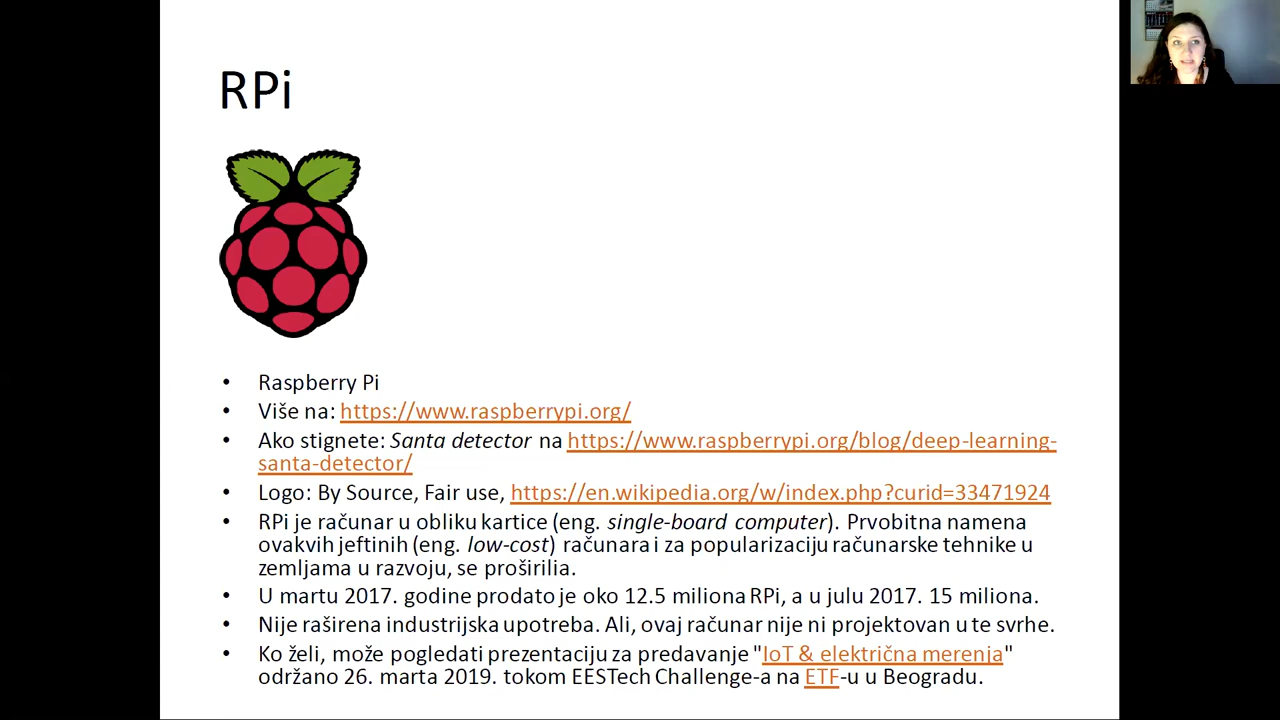 RPi
• Raspberry Pi
• Više na: https://www.raspberrypi.org/
• Ako stignete: Santa detector na https://www.raspberrypi.org/blog/deep-learning-
santa-detector/
• Logo: By Source, Fair use, https://en.wikipedia.org/w/index.php?curid=33471924
• RPi je računar u obliku kartice (eng. single-board computer). Prvobitna namena
ovakvih jeftinih (eng. low-cost) računara i za popularizaciju računarske tehnike u
zemljama u razvoju, se proširilia.
• U martu 2017. godine prodato je oko 12.5 miliona RPi, a u julu 2017. 15 miliona.
• Nije raširena industrijska upotreba. Ali, ovaj računar nije ni projektovan u te svrhe.
• Ko želi, može pogledati prezentaciju za predavanje "IoT & električna merenja"
održano 26. marta 2019. tokom EESTech Challenge-a na ETF-u u Beogradu.